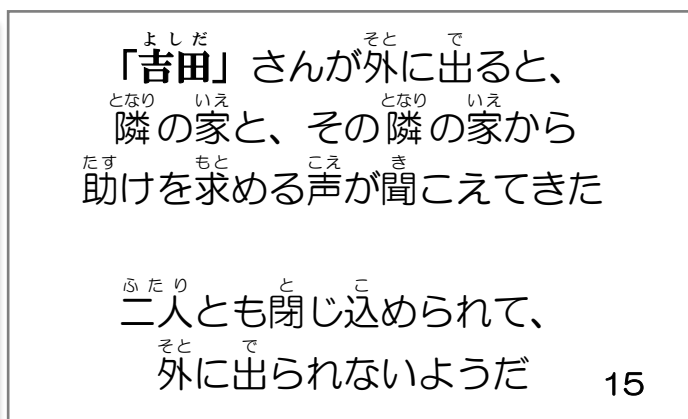 「吉田」さんが外に出ると、
隣の家と、その隣の家から
助けを求める声が聞こえてきた
二人とも閉じ込められて、
外に出られないようだ
15